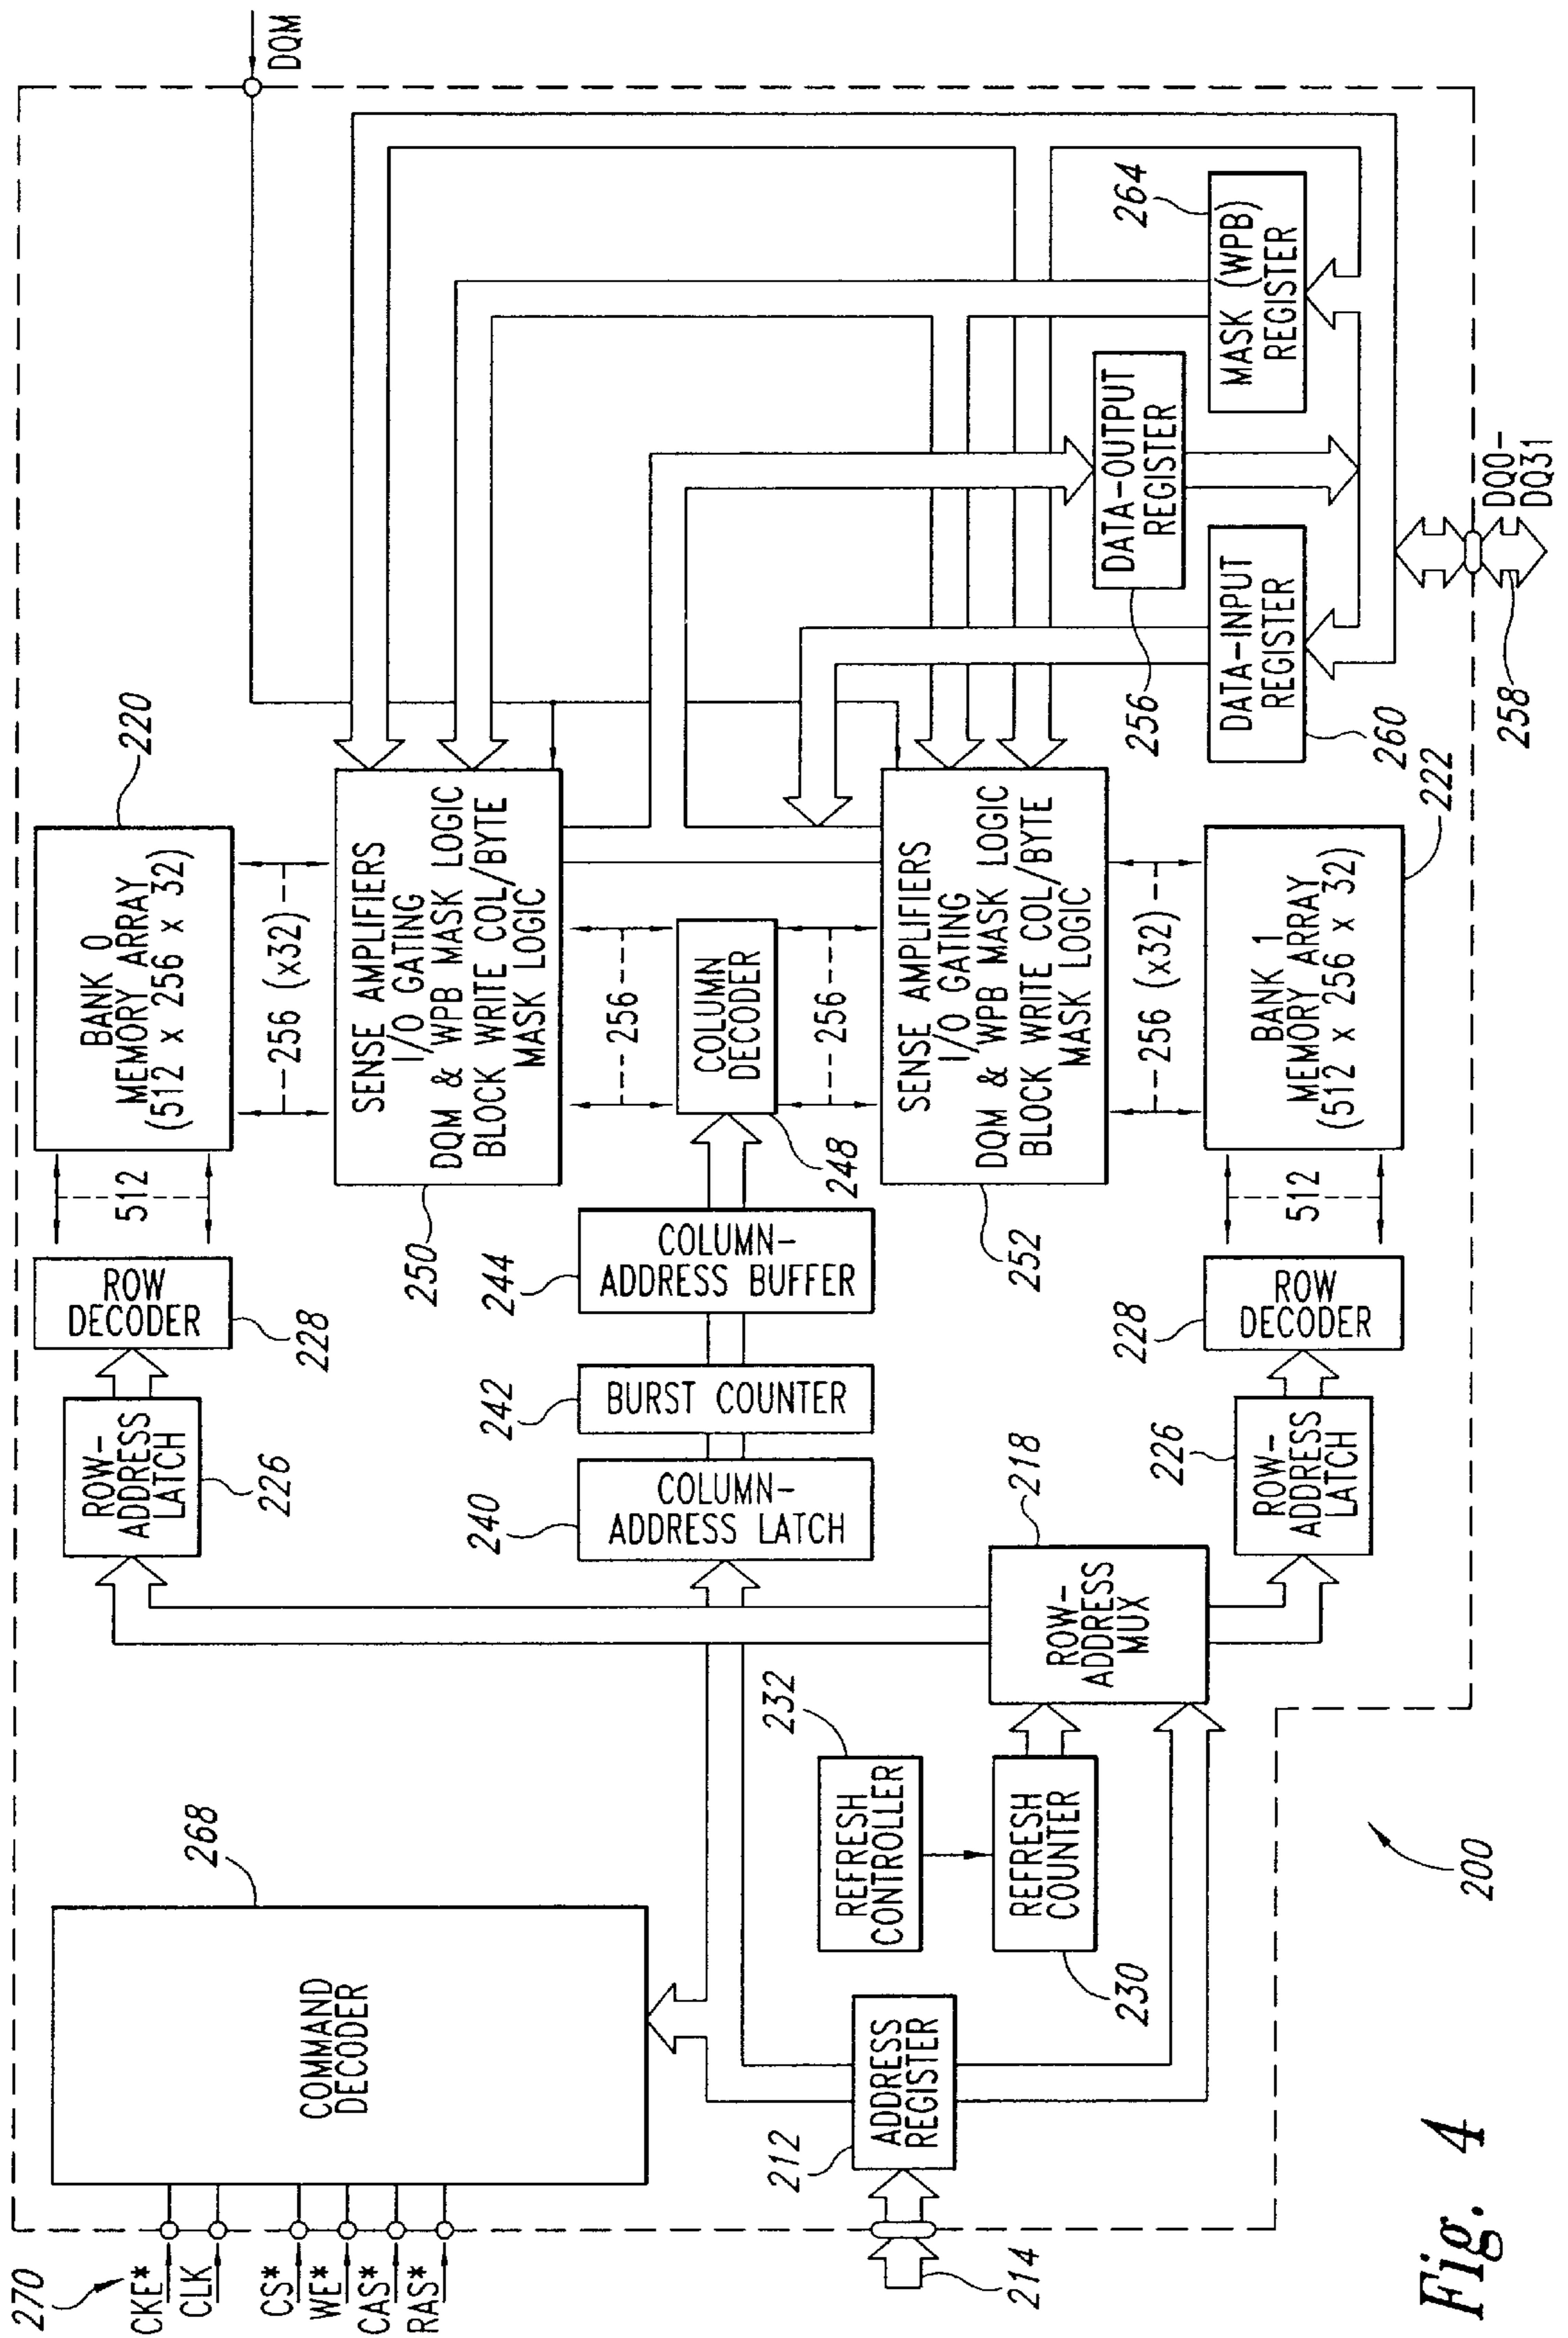 270
CKE*
CLK
CS*
WE*
CAS*
RAS*
COMMAND
DECODER
268
214
212
ADDRESS
REGISTER
REFRESH
CONTROLLER
232
REFRESH
COUNTER
230
ROW-
ADDRESS
MUX
218
ROW-
ADDRESS
LATCH
226
ROW
DECODER
228
512
BANK 0
MEMORY ARRAY
(512 x 256 x 32)
220
256 (x32)
SENSE AMPLIFIERS
I/O GATING
DQM & WPB MASK LOGIC
BLOCK WRITE COL/BYTE
MASK LOGIC
250
256
240
COLUMN-
ADDRESS LATCH
242
BURST COUNTER
244
COLUMN-
ADDRESS BUFFER
COLUMN
DECODER
248
256
SENSE AMPLIFIERS
I/O GATING
DQM & WPB MASK LOGIC
BLOCK WRITE COL/BYTE
MASK LOGIC
252
256 (x32)
226
ROW-
ADDRESS
LATCH
228
ROW
DECODER
512
BANK 1
MEMORY ARRAY
(512 x 256 x 32)
222
DQM
DATA-OUTPUT
REGISTER
256
DATA-INPUT
REGISTER
260
MASK (WPB)
REGISTER
264
DQ0-
DQ31
258
200
Fig. 4